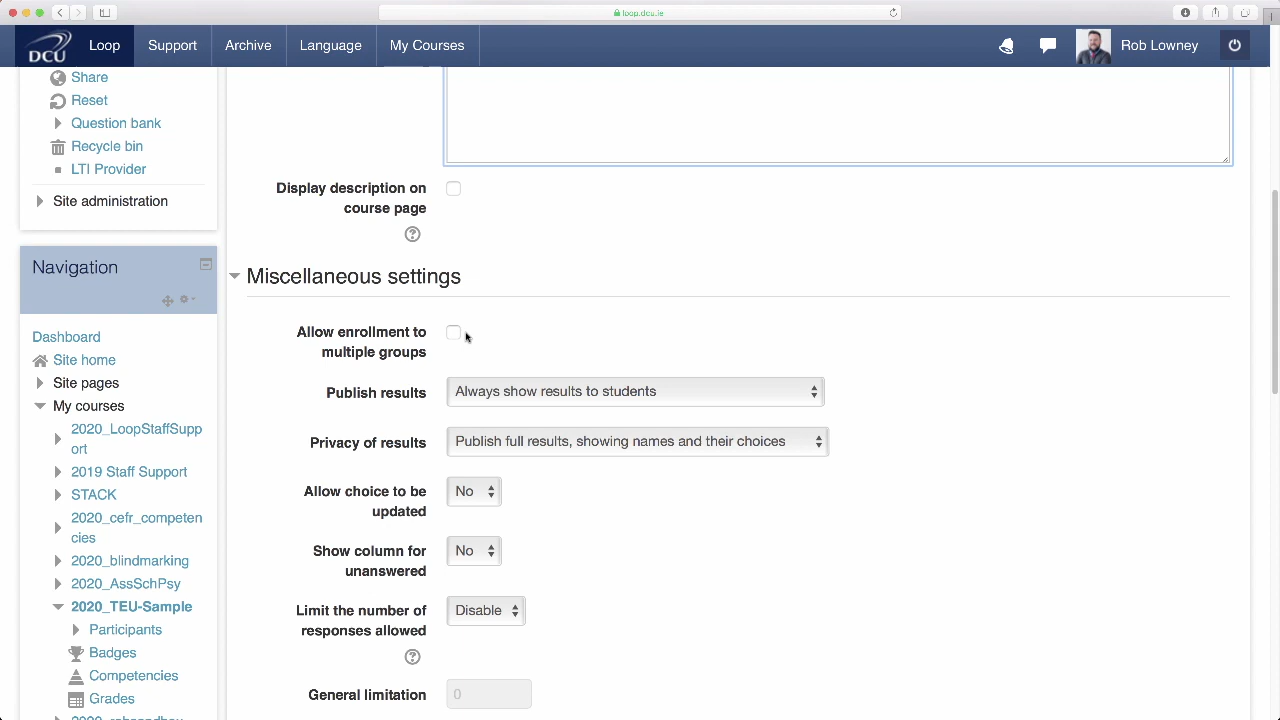 loop.dcu.ie
DCU
Loop
Support
Archive
Language
My Courses
Rob Lowney
Share
Reset
Question bank
Recycle bin
LTI Provider
Site administration
Navigation
Dashboard
Site home
Site pages
My courses
2020_LoopStaffSupp
ort
2019 Staff Support
STACK
2020_cefr_competen
cies
2020_blindmarking
2020_AssSchPsy
2020_TEU-Sample
Participants
Badges
Competencies
Grades
Display description on
course page
Miscellaneous settings
Allow enrollment to
multiple groups
Publish results
Always show results to students
Privacy of results
Publish full results, showing names and their choices
Allow choice to be
updated
No
Show column for
unanswered
No
Limit the number of
responses allowed
Disable
General limitation
0